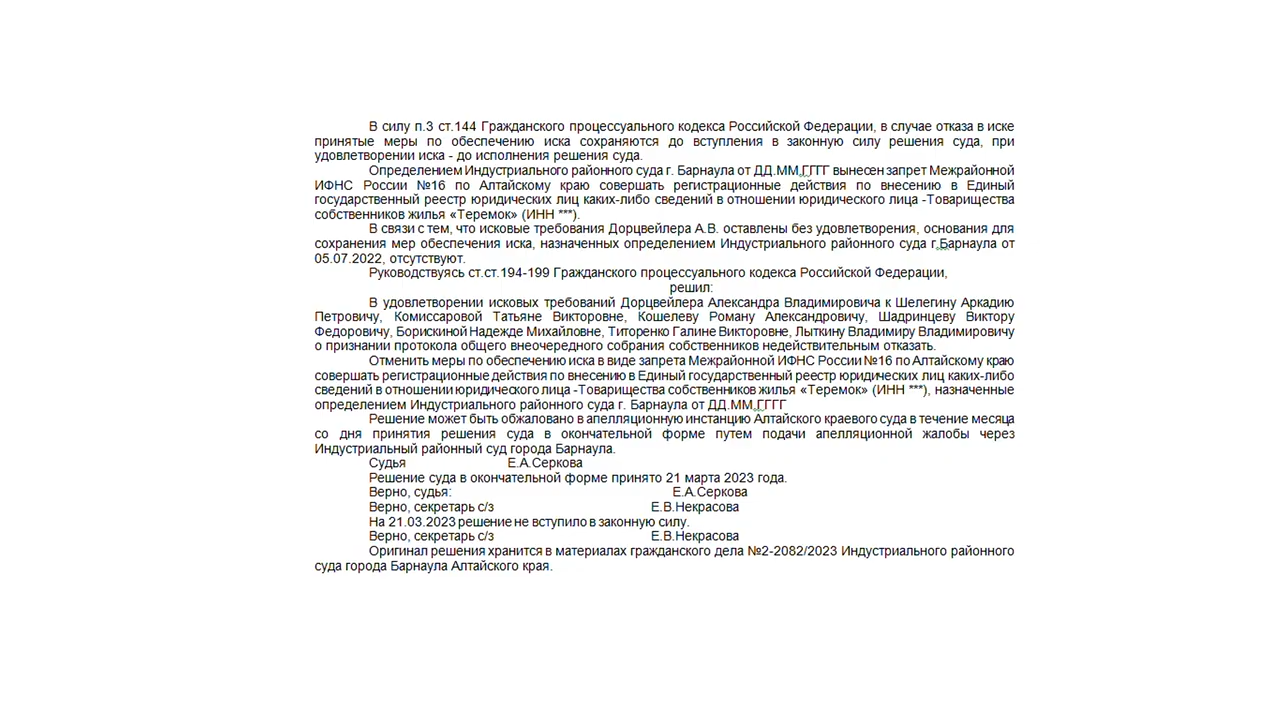 В силу п.3 ст.144 Гражданского процессуального кодекса Российской Федерации, в случае отказа в иске
принятые меры по обеспечению иска сохраняются до вступления в законную силу решения суда, при
удовлетворении иска - до исполнения решения суда.
Определением Индустриального районного суда г. Барнаула от ДД.ММ.ГГГГ вынесен запрет Межрайонной
ИФНС России №16 по Алтайскому краю совершать регистрационные действия по внесению в Единый
государственный реестр юридических лиц каких-либо сведений в отношении юридического лица -Товарищества
собственников жилья «Теремок» (ИНН ***).
В связи с тем, что исковые требования Дорцвейлера А.В. оставлены без удовлетворения, основания для
сохранения мер обеспечения иска, назначенных определением Индустриального районного суда г.Барнаула от
05.07.2022, отсутствуют.
Руководствуясь ст.ст.194-199 Гражданского процессуального кодекса Российской Федерации,
решил:
В удовлетворении исковых требований Дорцвейлера Александра Владимировича к Шелегину Аркадию
Петровичу, Комиссаровой Татьяне Викторовне, Кошелеву Роману Александровичу, Шадринцеву Виктору
Федоровичу, Борискиной Надежде Михайловне, Титоренко Галине Викторовне, Лыткину Владимиру Владимировичу
о признании протокола общего внеочередного собрания собственников недействительным отказать.
Отменить меры по обеспечению иска в виде запрета Межрайонной ИФНС России №16 по Алтайскому краю
совершать регистрационные действия по внесению в Единый государственный реестр юридических лиц каких-либо
сведений в отношении юридического лица -Товарищества собственников жилья «Теремок» (ИНН ***), назначенные
определением Индустриального районного суда г. Барнаула от ДД.ММ.ГГГГ
Решение может быть обжаловано в апелляционную инстанцию Алтайского краевого суда в течение месяца
со дня принятия решения суда в окончательной форме путем подачи апелляционной жалобы через
Индустриальный районный суд города Барнаула.
Судья Е.А.Серкова
Решение суда в окончательной форме принято 21 марта 2023 года.
Верно, судья: Е.А.Серкова
Верно, секретарь с/з Е.В.Некрасова
На 21.03.2023 решение не вступило в законную силу.
Верно, секретарь с/з Е.В.Некрасова
Оригинал решения хранится в материалах гражданского дела №2-2082/2023 Индустриального районного
суда города Барнаула Алтайского края.